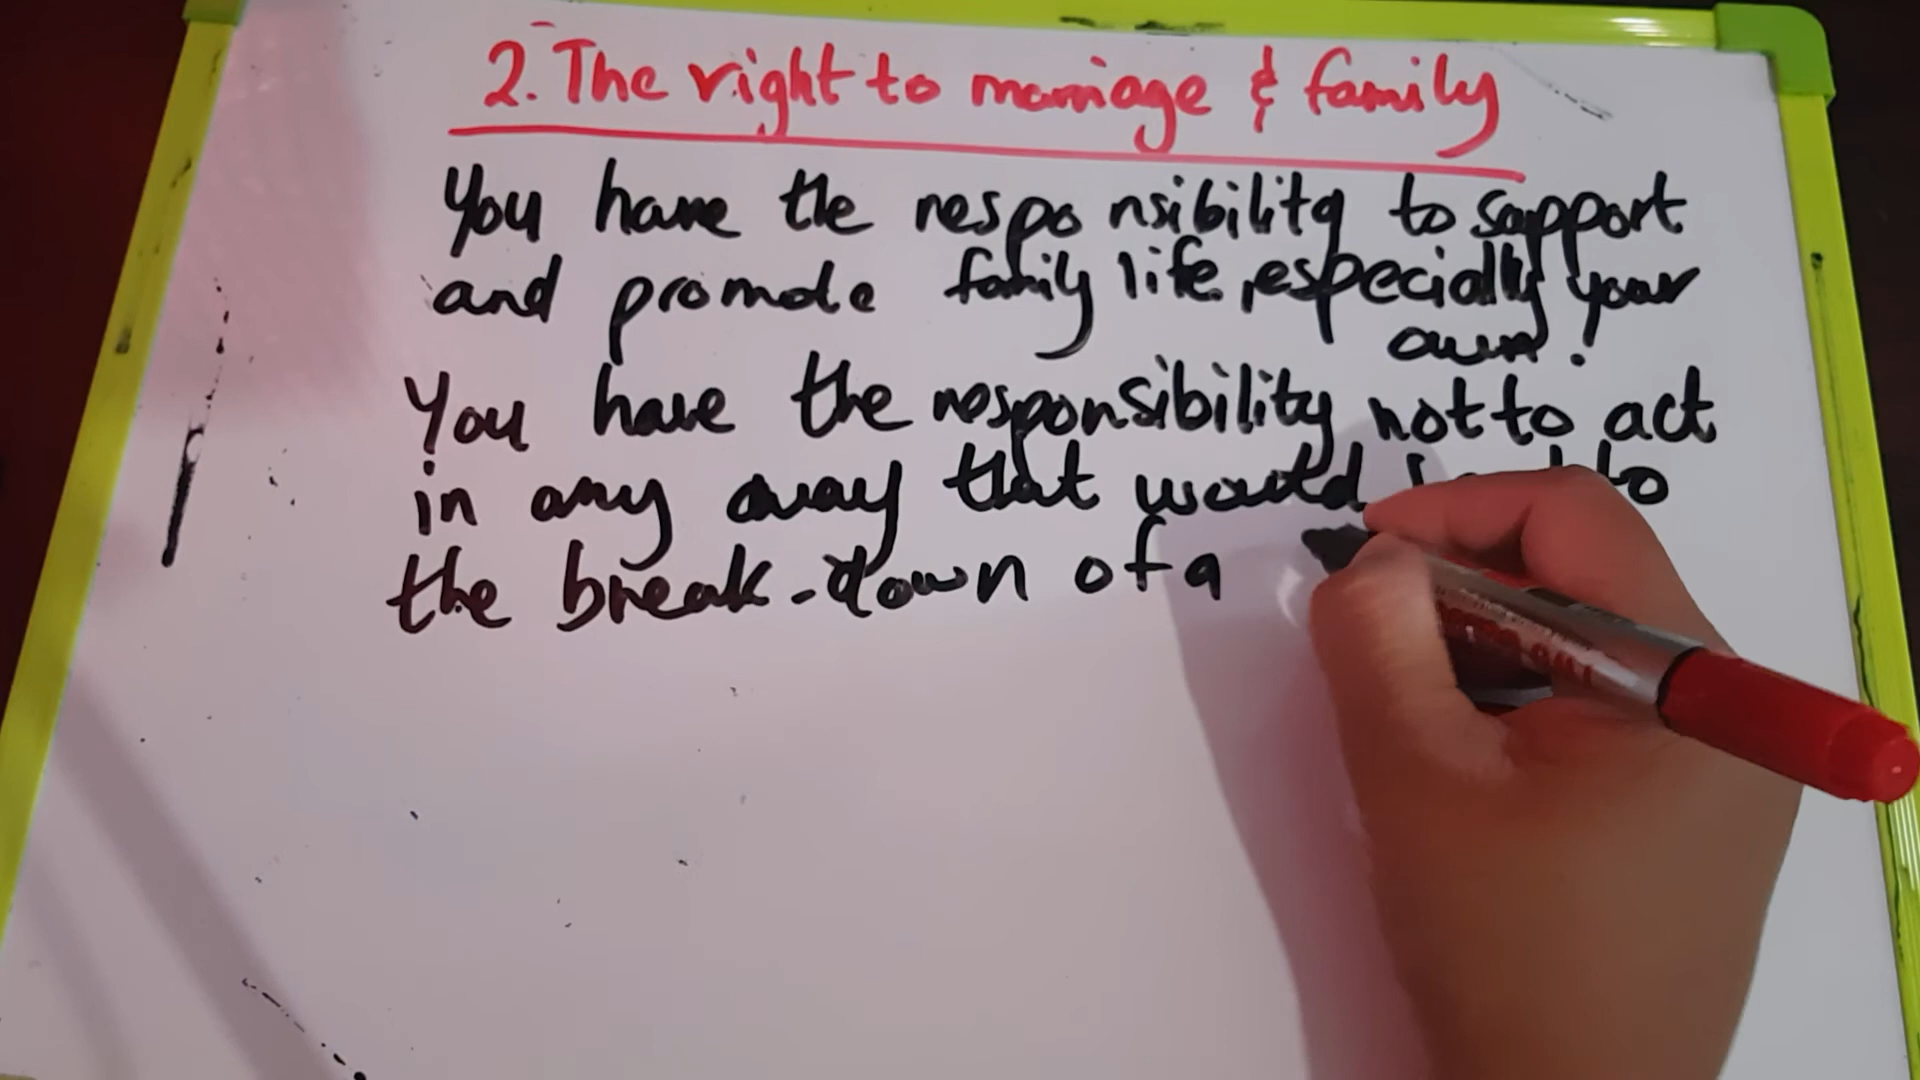 2. The right to marriage & family
You have the responsibility to support
and promote family life, especially your
own!
You have the responsibility not to act
in any away that would to
the break-down of a